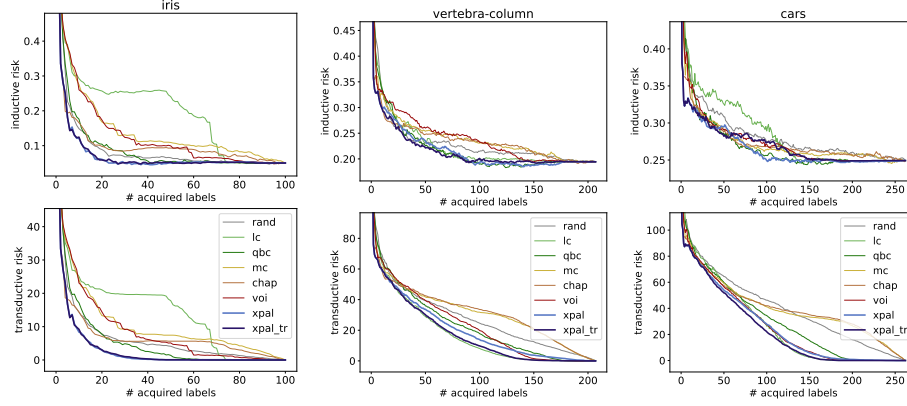 iris
vertebra-column
cars
inductive risk
0.4
0.3
0.2
0.1
0 20 40 60 80 100
# acquired labels
inductive risk
0.45
0.40
0.35
0.30
0.25
0.20
0 50 100 150 200
# acquired labels
inductive risk
0.40
0.35
0.30
0.25
0 50 100 150 200 250
# acquired labels
transductive risk
40
30
20
10
0
0 20 40 60 80 100
# acquired labels
rand
lc
qbc
mc
chap
voi
xpal
xpal_tr
transductive risk
80
60
40
20
0
0 50 100 150 200
# acquired labels
rand
lc
qbc
mc
chap
voi
xpal
xpal_tr
transductive risk
100
80
60
40
20
0
0 50 100 150 200 250
# acquired labels
rand
lc
qbc
mc
chap
voi
xpal
xpal_tr